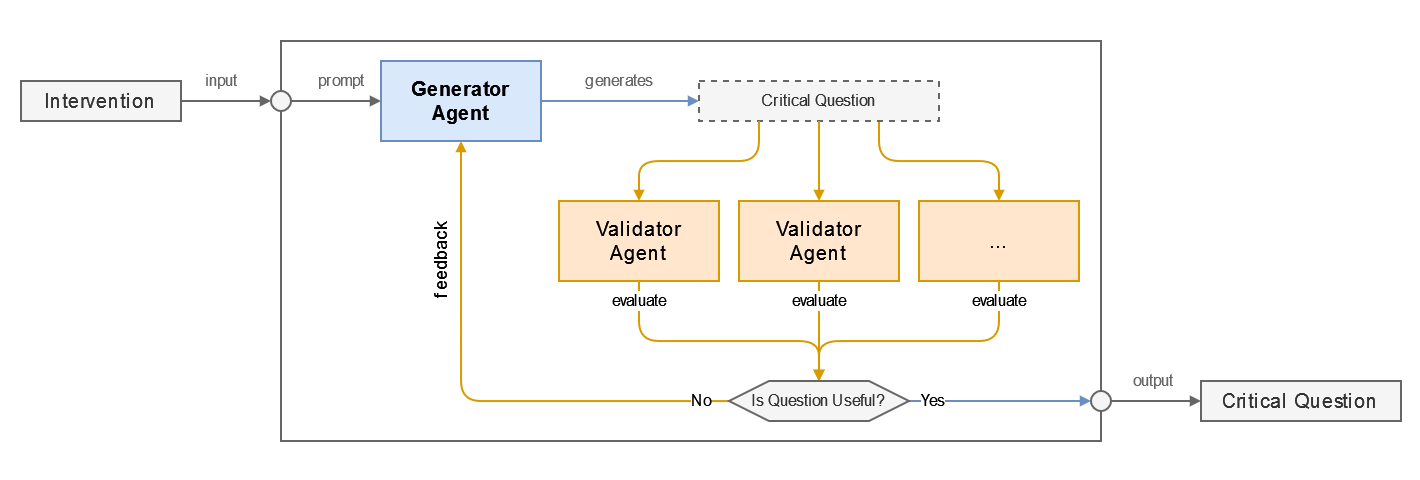 input
prompt
Generator
Agent
generates
Critical Question
Intervention
feedback
Validator
Agent
Validator
Agent
...
evaluate
evaluate
evaluate
No
Is Question Useful?
Yes
output
Critical Question